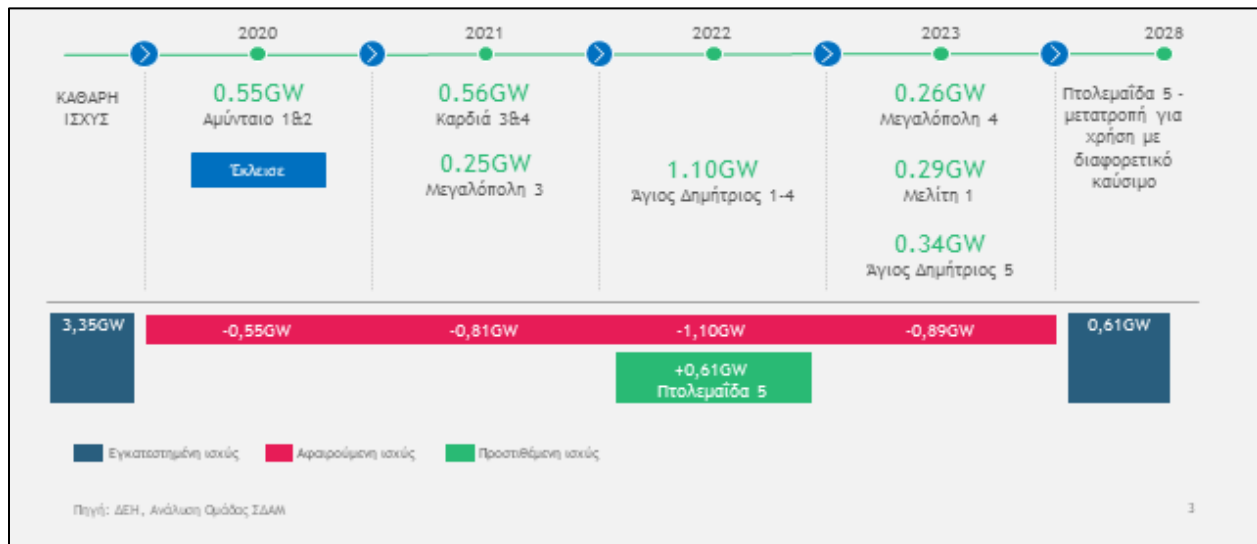 2020
2021
2022
2023
2028
ΚΑΘΑΡΗ
ΙΣΧΥΣ
0.55GW
Αμύνταιο 1&2
Έκλεισε
0.56GW
Καρδιά 3&4
0.25GW
Μεγαλόπολη 3
1.10GW
Άγιος Δημήτριος 1-4
0.26GW
Μεγαλόπολη 4
0.29GW
Μελίτη 1
0.34GW
Άγιος Δημήτριος 5
Πτολεμαΐδα 5 -
μετατροπή για
χρήση με
διαφορετικό
καύσιμο
3,35GW
-0,55GW
-0,81GW
-1,10GW
-0,89GW
0,61GW
+0,61GW
Πτολεμαΐδα 5
Εγκατεστημένη ισχύς
Αφαιρούμενη ισχύς
Προστιθέμενη ισχύς
Πηγή: ΔΕΗ, Ανάλυση Ομάδας ΣΔΑΜ
3